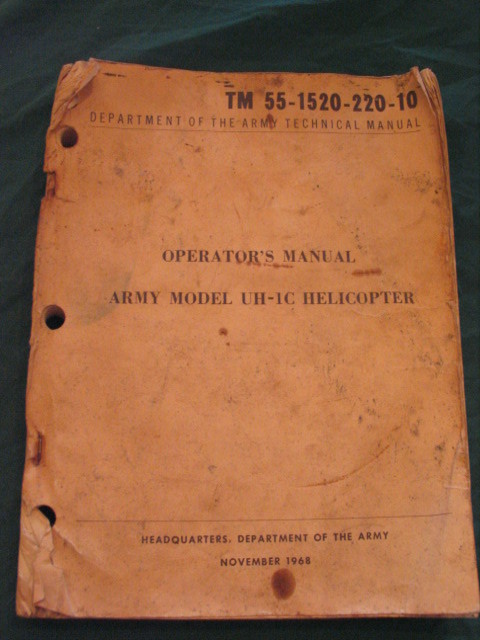 TM 55-1520-220-10
DEPARTMENT OF THE ARMY TECHNICAL MANUAL
OPERATOR'S MANUAL
ARMY MODEL UH-1C HELICOPTER
HEADQUARTERS, DEPARTMENT OF THE ARMY
NOVEMBER 1968